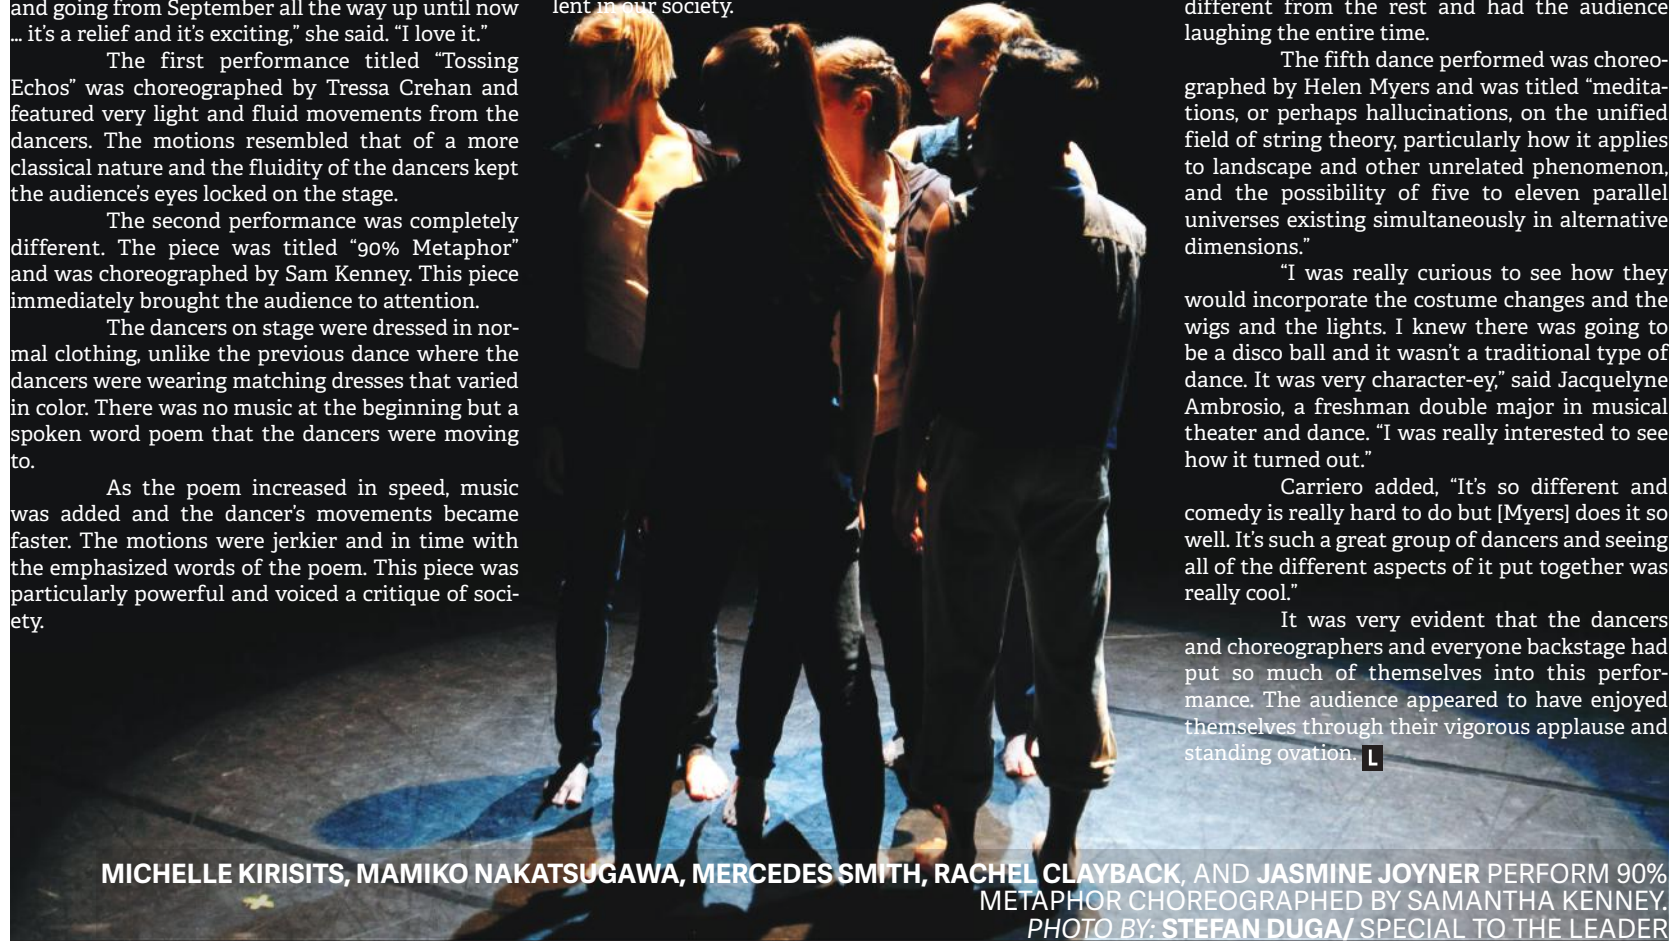 and going from September all the way up until now
... it's a relief and it's exciting,” she said. “I love it.”
The first performance titled “Tossing
Echos” was choreographed by Tressa Crehan and
featured very light and fluid movements from the
dancers. The motions resembled that of a more
classical nature and the fluidity of the dancers kept
the audience's eyes locked on the stage.
The second performance was completely
different. The piece was titled “90% Metaphor”
and was choreographed by Sam Kenney. This piece
immediately brought the audience to attention.
The dancers on stage were dressed in nor-
mal clothing, unlike the previous dance where the
dancers were wearing matching dresses that varied
in color. There was no music at the beginning but a
spoken word poem that the dancers were moving
to.
As the poem increased in speed, music
was added and the dancer's movements became
faster. The motions were jerkier and in time with
the emphasized words of the poem. This piece was
particularly powerful and voiced a critique of soci-
ety.
lent in our society.
different from the rest and had the audience
laughing the entire time.
The fifth dance performed was choreo-
graphed by Helen Myers and was titled “medita-
tions, or perhaps hallucinations, on the unified
field of string theory, particularly how it applies
to landscape and other unrelated phenomenon,
and the possibility of five to eleven parallel
universes existing simultaneously in alternative
dimensions.”
“I was really curious to see how they
would incorporate the costume changes and the
wigs and the lights. I knew there was going to
be a disco ball and it wasn't a traditional type of
dance. It was very character-ey,” said Jacquelyne
Ambrosio, a freshman double major in musical
theater and dance. “I was really interested to see
how it turned out.”
Carriero added, “It's so different and
comedy is really hard to do but [Myers] does it so
well. It's such a great group of dancers and seeing
all of the different aspects of it put together was
really cool.”
It was very evident that the dancers
and choreographers and everyone backstage had
put so much of themselves into this perfor-
mance. The audience appeared to have enjoyed
themselves through their vigorous applause and
standing ovation. L
MICHELLE KIRISITS, MAMIKO NAKATSUGAWA, MERCEDES SMITH, RACHEL CLAYBACK, AND JASMINE JOYNER PERFORM 90%
METAPHOR CHOREOGRAPHED BY SAMANTHA KENNEY.
PHOTO BY: STEFAN DUGA/ SPECIAL TO THE LEADER